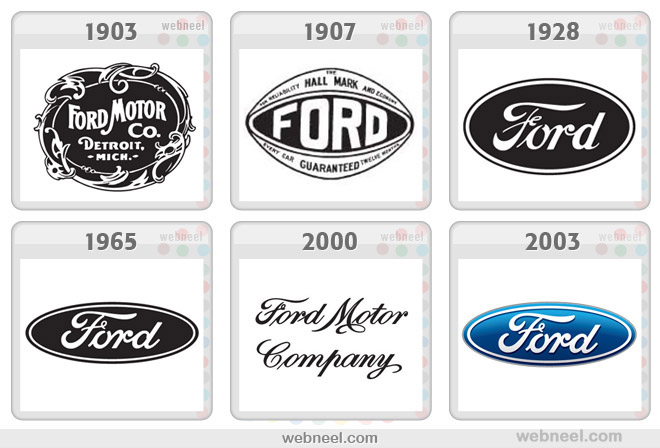 1903
webneel
FORD MOTOR
CO.
DETROIT,
-MICH.-
1907
webneel
THE
FOR RELIABILITY HALL MARK AND ECONOMY
FORD
EVERY CAR GUARANTEED TWELVE MONTHS
1928
webneel
Ford
1965
webneel
Ford
2000
webneel
Ford Motor
Company
2003
webneel
Ford
webneel.com
webneel.com